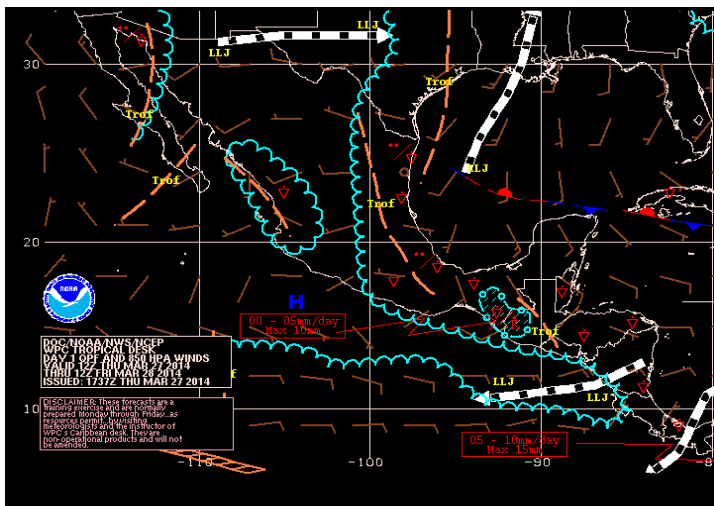 LLJ
LLJ
30
Trof
Trof
LLJ
Trof
Trof
20
NOAA
H
00 - 05mm/day
Max 10mm
Trof
DOC/NOAA/NWS/NCEP
WPC TROPICAL DESK
DAY 1 QPF AND 850 HPA WINDS
VALID 12Z THU MAR 27 2014
THRU 12Z FRI MAR 28 2014
ISSUED: 1737Z THU MAR 27 2014
LLJ
LLJ
DISCLAIMER: These forecasts are a
training exercise and are normally
prepared Monday through Friday...as
resources permit...by visiting
meteorologists and the instructor of
WPC's Caribbean desk. They are
non-operational products and will not
be amended.
10
05 - 10mm/day
Max 15mm
-110
-100
-90
-80